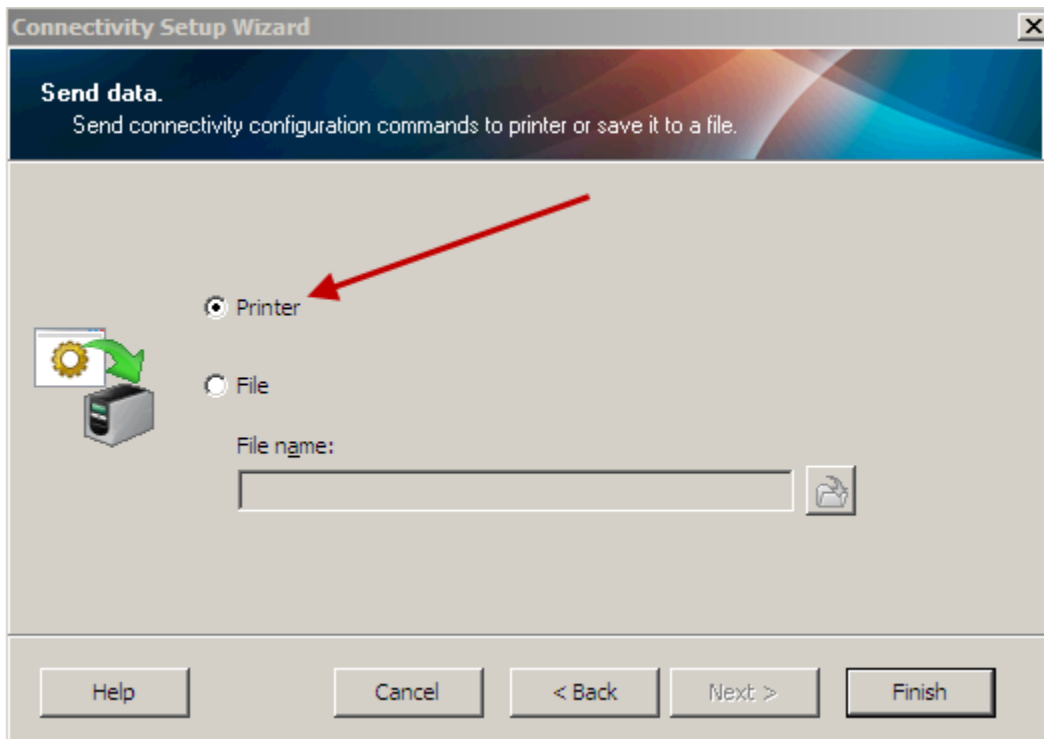 Connectivity Setup Wizard
Send data.
Send connectivity configuration commands to printer or save it to a file.
Printer
File
File name:
Help
Cancel
< Back
Next >
Finish